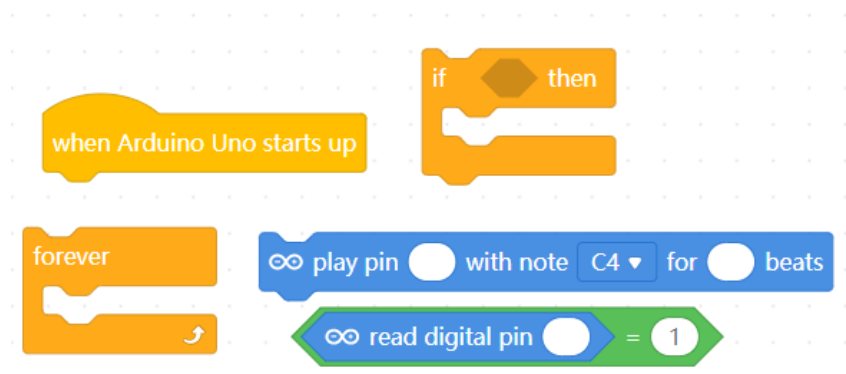 if then
when Arduino Uno starts up
forever
play pin with note C4 for beats
read digital pin = 1